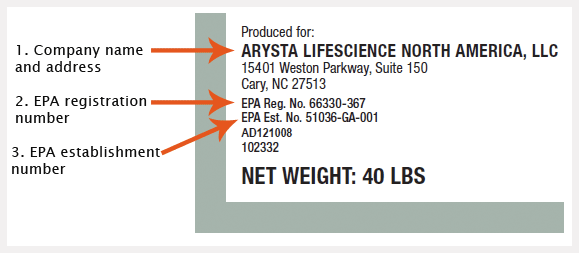 1. Company name
and address
2. EPA registration
number
3. EPA establishment
number
Produced for:
ARYSTA LIFESCIENCE NORTH AMERICA, LLC
15401 Weston Parkway, Suite 150
Cary, NC 27513
EPA Reg. No. 66330-367
EPA Est. No. 51036-GA-001
AD121008
102332
NET WEIGHT: 40 LBS